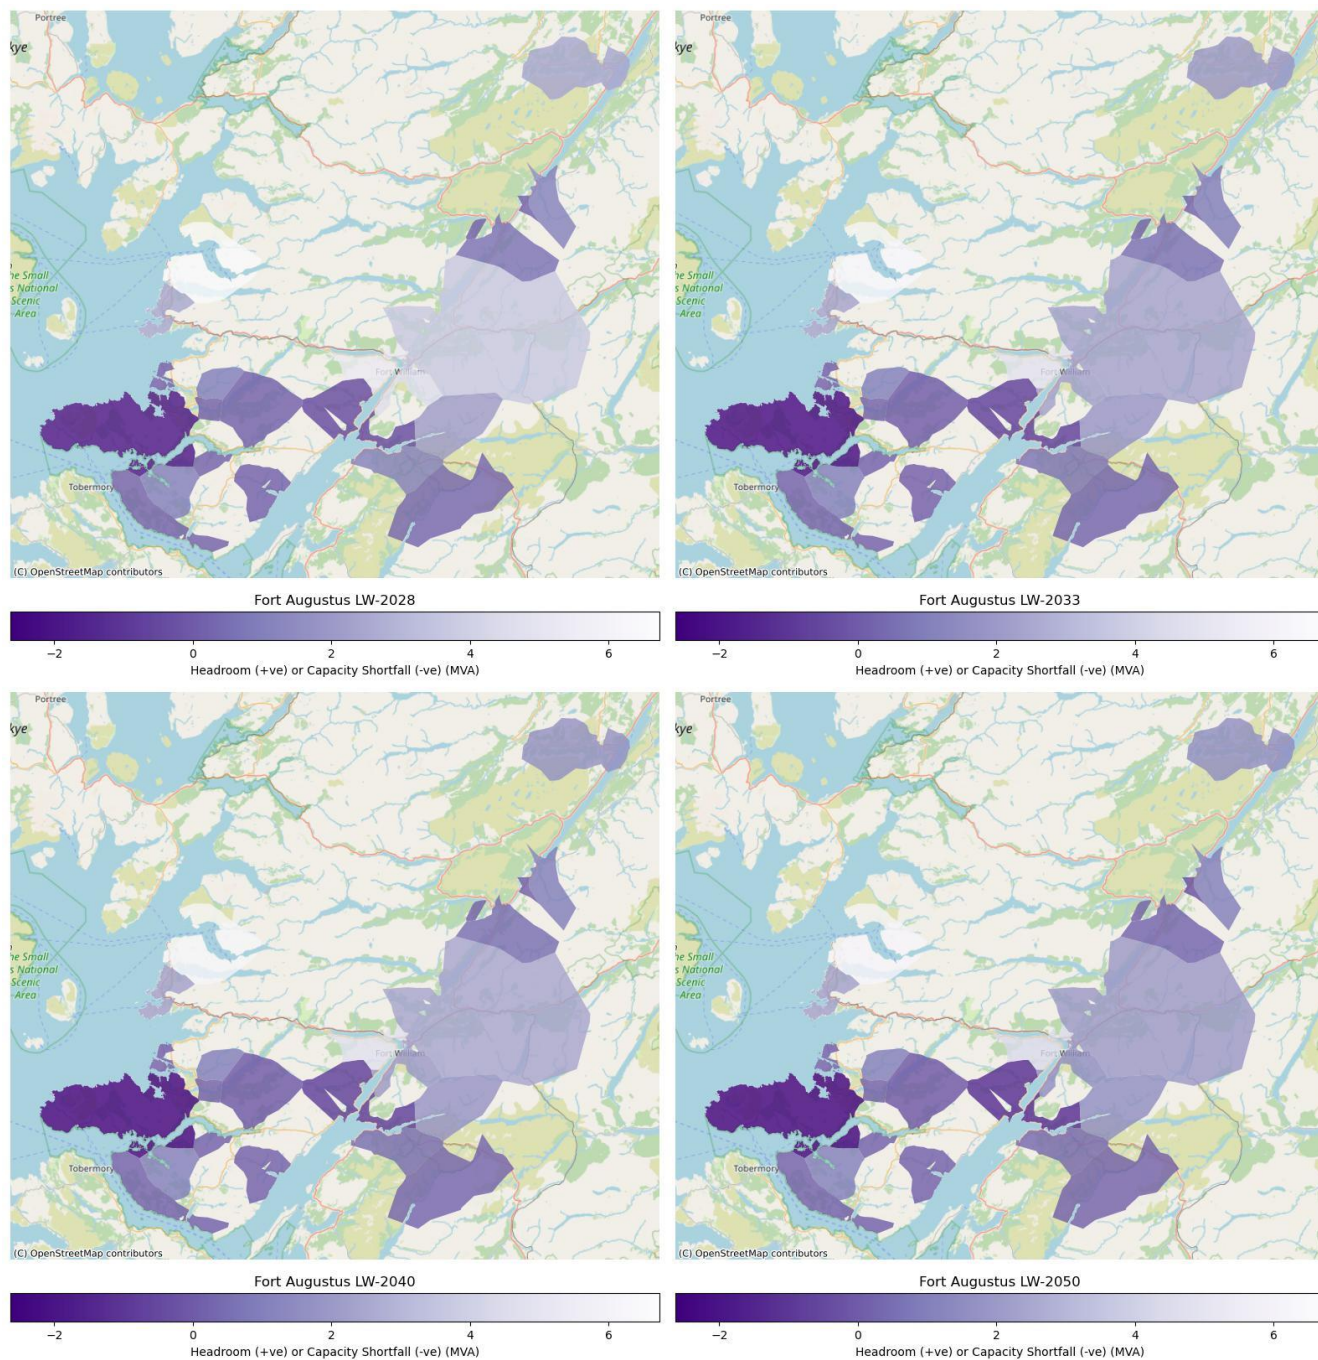 Portree
kye
he Small
s National
Scenic
Area
Fort William
Tobermory
(C) OpenStreetMap contributors
Fort Augustus LW-2028
−2 0 2 4 6
Headroom (+ve) or Capacity Shortfall (-ve) (MVA)
Portree
kye
he Small
s National
Scenic
Area
Fort William
Tobermory
(C) OpenStreetMap contributors
Fort Augustus LW-2033
−2 0 2 4 6
Headroom (+ve) or Capacity Shortfall (-ve) (MVA)
Portree
kye
he Small
s National
Scenic
Area
Fort William
Tobermory
(C) OpenStreetMap contributors
Fort Augustus LW-2040
−2 0 2 4 6
Headroom (+ve) or Capacity Shortfall (-ve) (MVA)
Portree
kye
he Small
s National
Scenic
Area
Fort William
Tobermory
(C) OpenStreetMap contributors
Fort Augustus LW-2050
−2 0 2 4 6
Headroom (+ve) or Capacity Shortfall (-ve) (MVA)